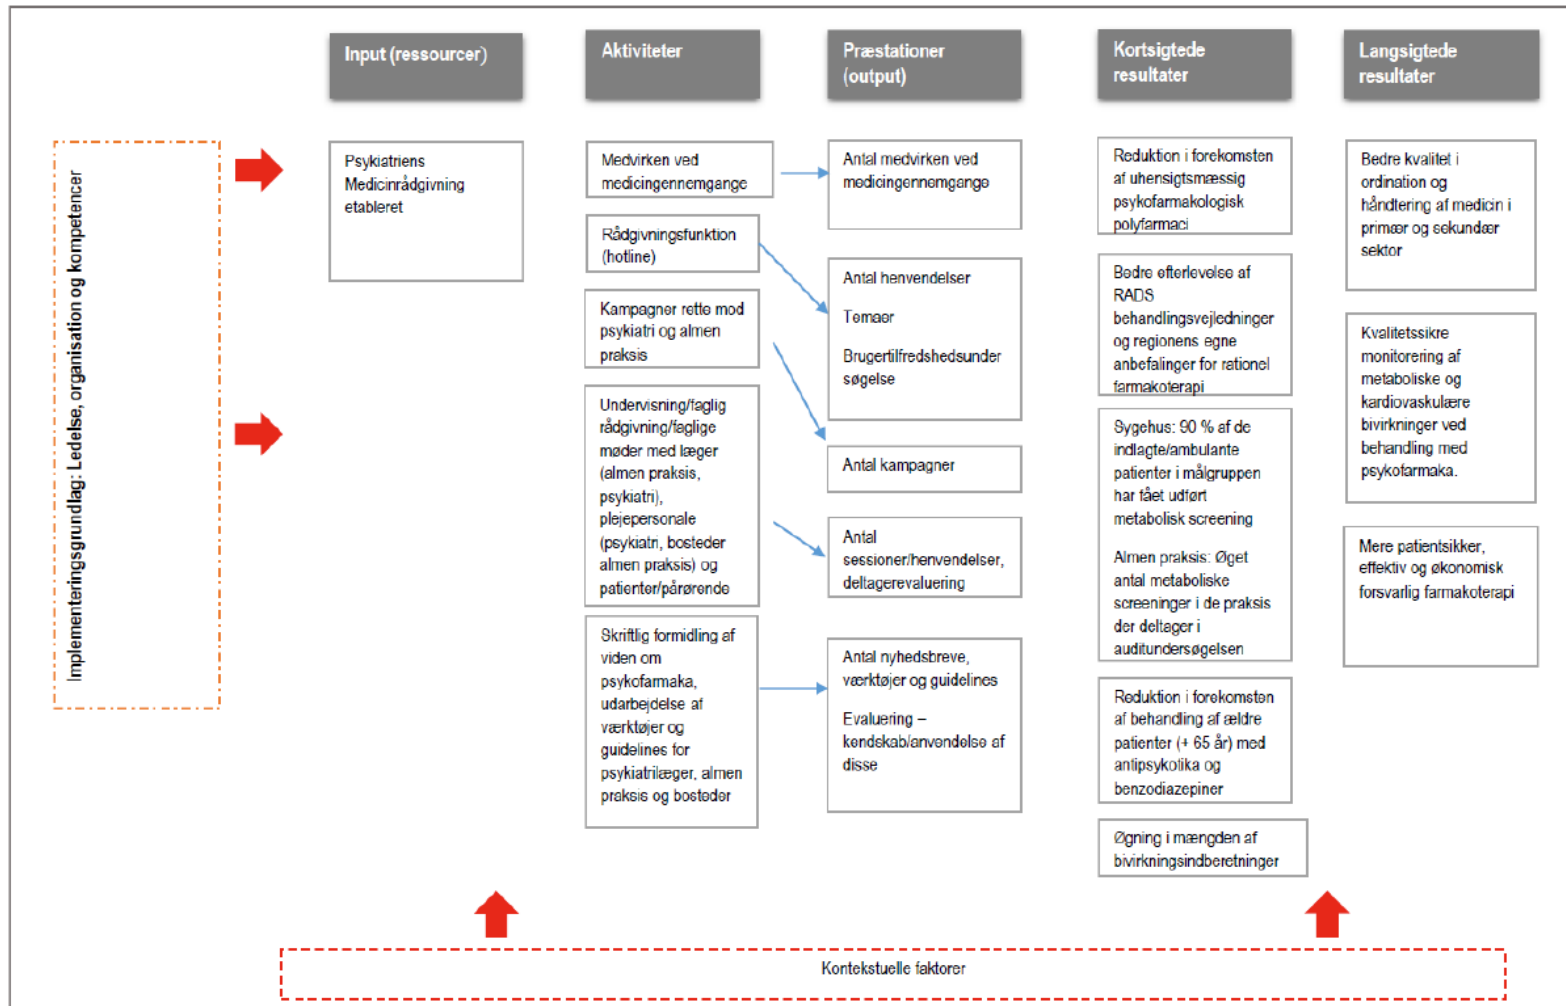 Input (ressourcer)
Aktiviteter
Præstationer
(output)
Kortsigtede
resultater
Langsigtede
resultater
Implementeringsgrundlag: Ledelse, organisation og kompetencer
Psykiatriens
Medicinrådgivning
etableret
Medvirken ved
medicingennemgange
Rådgivningsfunktion
(hotline)
Kampagner rette mod
psykiatri og almen
praksis
Undervisning/faglig
rådgivning/faglige
møder med læger
(almen praksis,
psykiatri),
plejepersonale
(psykiatri, bosteder
almen praksis) og
patienter/pårørende
Skriftlig formidling af
viden om
psykofarmaka,
udarbejdelse af
værktøjer og
guidelines for
psykiatrilæger, almen
praksis og bosteder
Antal medvirken ved
medicingennemgange
Antal henvendelser
Temaer
Brugertilfredshedsunder
søgelse
Antal kampagner
Antal
sessioner/henvendelser,
deltagerevaluering
Antal nyhedsbreve,
værktøjer og guidelines
Evaluering –
kendskab/anvendelse af
disse
Reduktion i forekomsten
af uhensigtsmæssig
psykofarmakologisk
polyfarmaci
Bedre efterlevelse af
RADS
behandlingsvejledninger
og regionens egne
anbefalinger for rationel
farmakoterapi
Sygehus: 90 % af de
indlagte/ambulante
patienter i målgruppen
har fået udført
metabolisk screening
Almen praksis: Øget
antal metaboliske
screeninger i de praksis
der deltager i
auditundersøgelsen
Reduktion i forekomsten
af behandling af ældre
patienter (+ 65 år) med
antipsykotika og
benzodiazepiner
Øgning i mængden af
bivirkningsindberetninger
Bedre kvalitet i
ordination og
håndtering af medicin i
primær og sekundær
sektor
Kvalitetssikre
monitorering af
metaboliske og
kardiovaskulære
bivirkninger ved
behandling med
psykofarmaka.
Mere patientsikker,
effektiv og økonomisk
forsvarlig farmakoterapi
Kontekstuelle faktorer